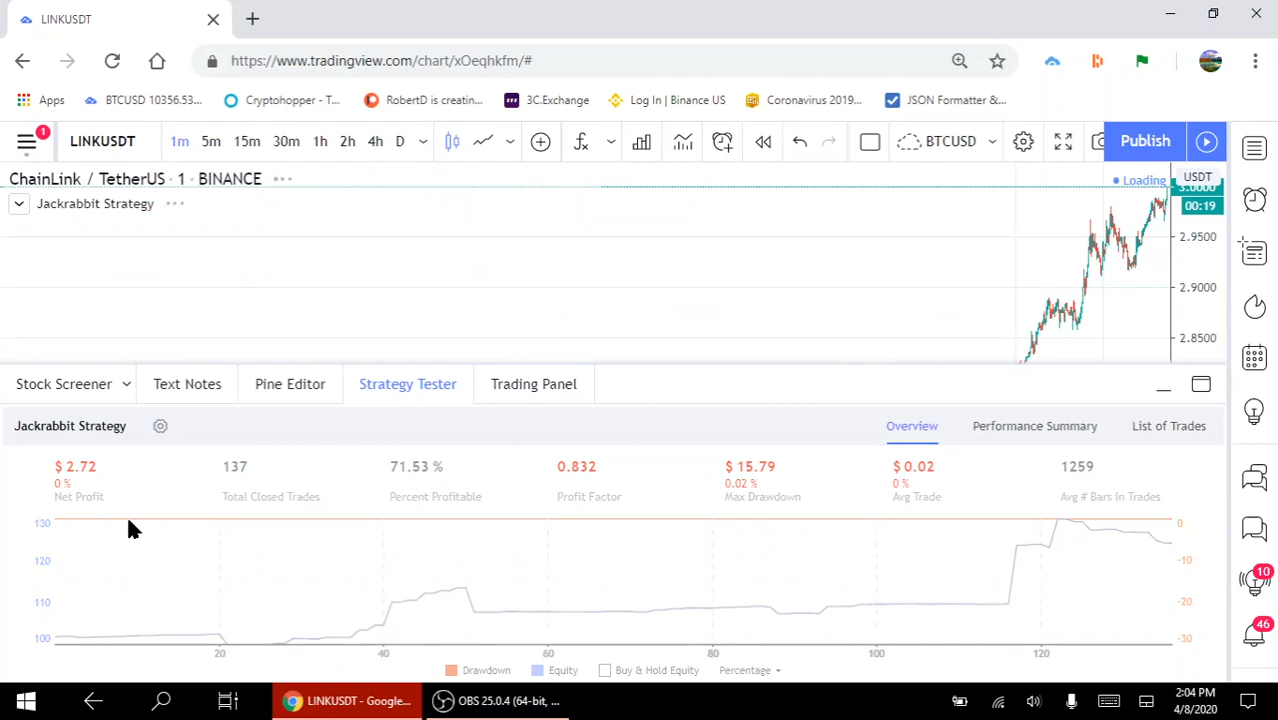 LINKUSDT
https://www.tradingview.com/chart/xOeqhkfm/#
Apps BTCUSD 10356.53... Cryptohopper - T... RobertD is creatin... 3C.Exchange Log In | Binance US Coronavirus 2019... JSON Formatter &...
1 LINKUSDT 1m 5m 15m 30m 1h 2h 4h D BTCUSD Publish
ChainLink / TetherUS · 1 · BINANCE
Loading USDT
3.0000
Jackrabbit Strategy
00:19
2.9500
2.9000
2.8500
Stock Screener Text Notes Pine Editor Strategy Tester Trading Panel
Jackrabbit Strategy Overview Performance Summary List of Trades
$ 2.72 137 71.53 % 0.832 $ 15.79 $ 0.02 1259
0 % 0.02 % 0 %
Net Profit Total Closed Trades Percent Profitable Profit Factor Max Drawdown Avg Trade Avg # Bars in Trades
130 0
120 -10
110 -20
100 -30
20 40 60 80 100 120
Drawdown Equity Buy & Hold Equity Percentage
10
46
LINKUSDT - Google... OBS 25.0.4 (64-bit, ...
2:04 PM
4/8/2020